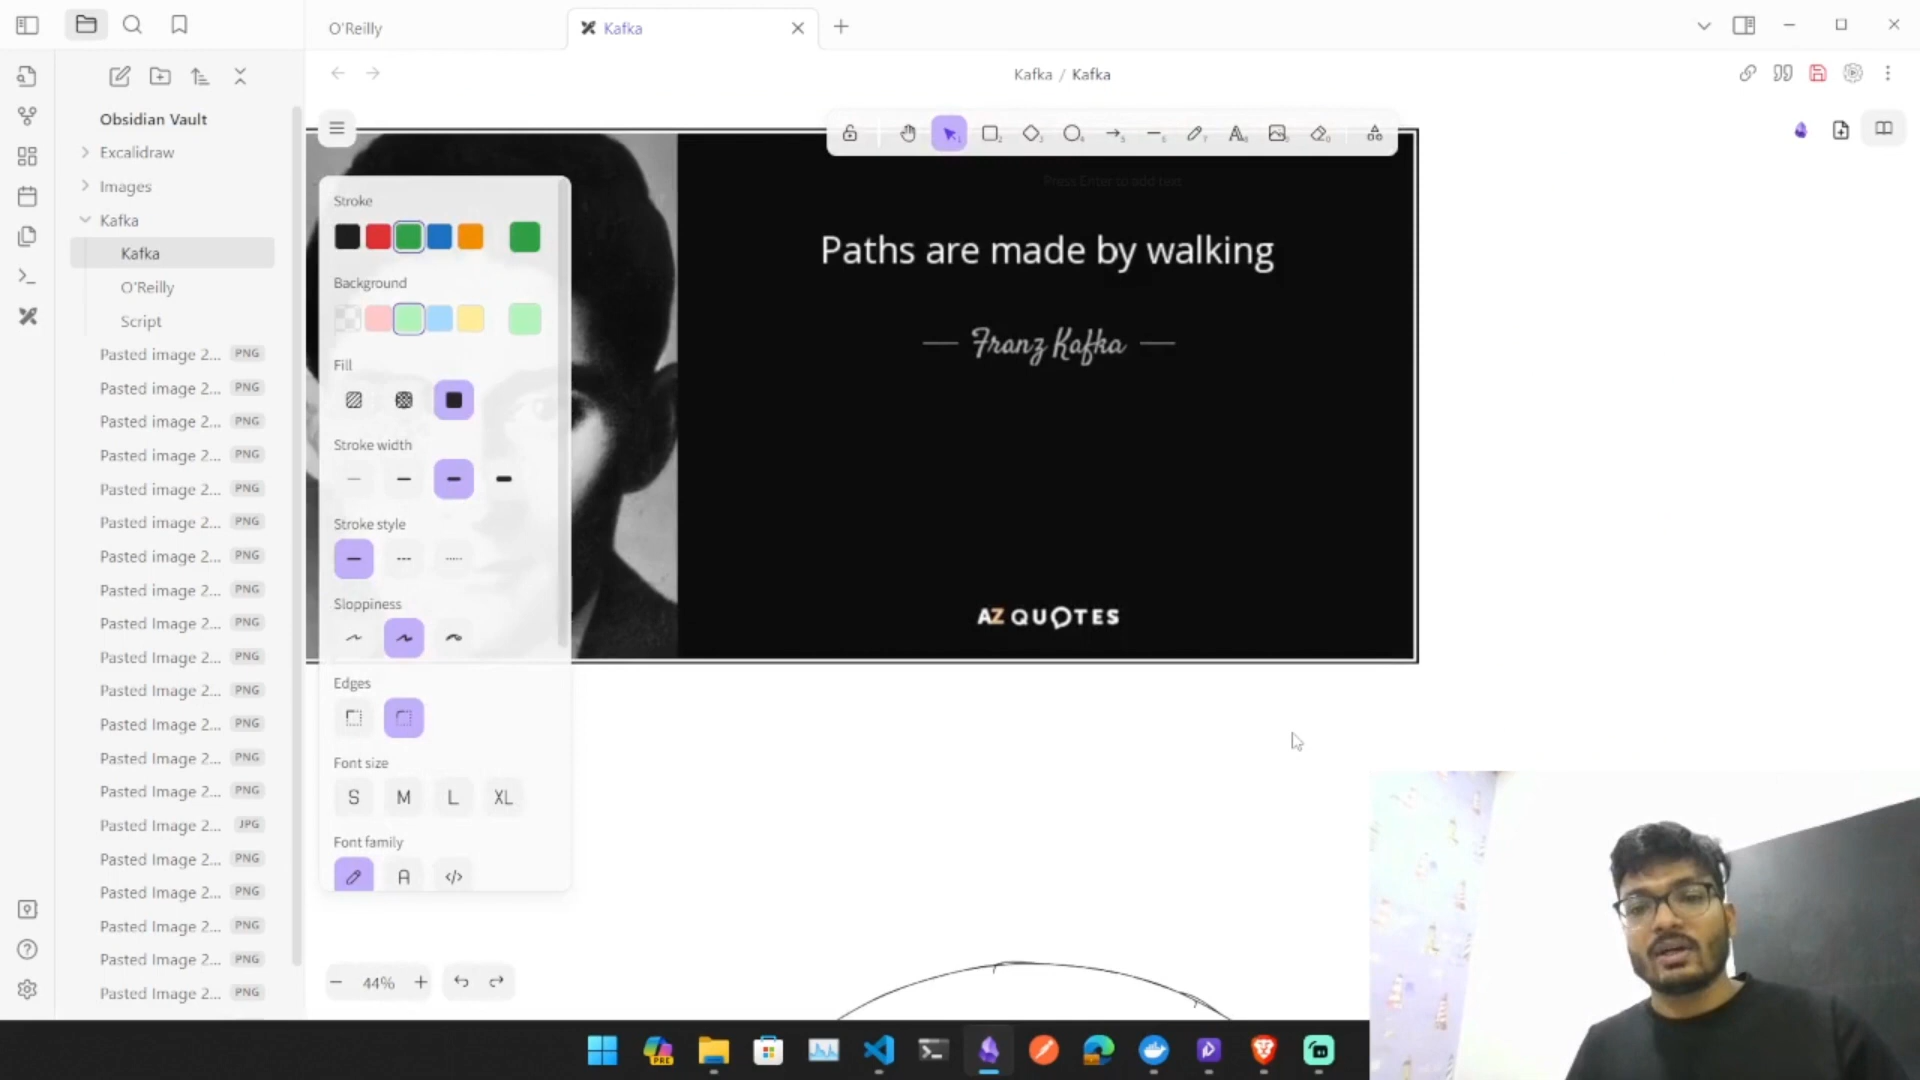 O'Reilly
Kafka
Kafka / Kafka
Obsidian Vault
Excalidraw
Images
Kafka
Kafka
O'Reilly
Script
Pasted image 2... PNG
Pasted image 2... PNG
Pasted image 2... PNG
Pasted image 2... PNG
Pasted image 2... PNG
Pasted image 2... PNG
Pasted image 2... PNG
Pasted image 2... PNG
Pasted image 2... PNG
Pasted Image 2... PNG
Pasted Image 2... PNG
Pasted Image 2... PNG
Pasted Image 2... PNG
Pasted Image 2... PNG
Pasted Image 2... JPG
Pasted Image 2... PNG
Pasted Image 2... PNG
Pasted Image 2... PNG
Pasted Image 2... PNG
Pasted Image 2... PNG
Stroke
Background
Fill
Stroke width
Stroke style
Sloppiness
Edges
Font size
S M L XL
Font family
A </>
44%
Press Enter to add text
Paths are made by walking
Franz Kafka
AZ QUOTES
PRE